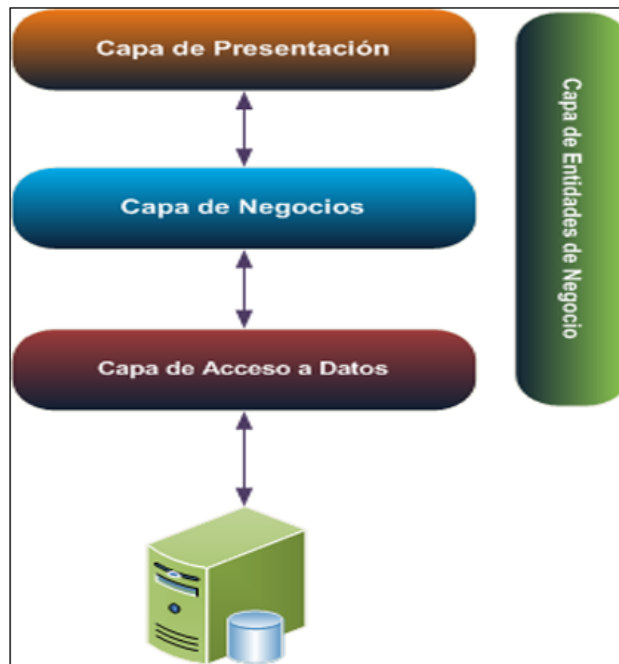 Capa de Presentación
Capa de Negocios
Capa de Acceso a Datos
Capa de Entidades de Negocio